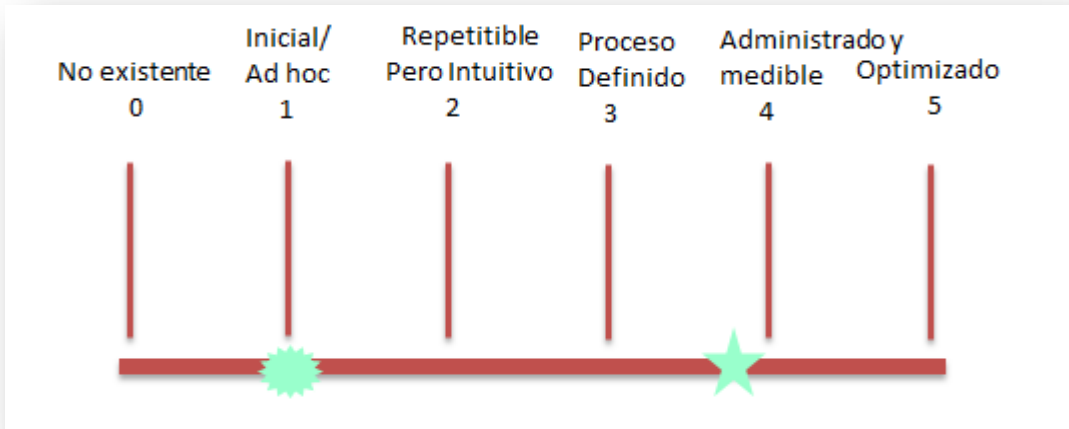 No existente
0
Inicial/
Ad hoc
1
Repetitible
Pero Intuitivo
2
Proceso
Definido
3
Administrado y
medible
4
Optimizado
5